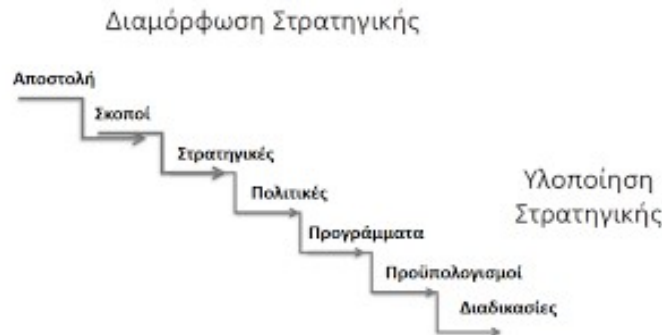 Διαμόρφωση Στρατηγικής
Αποστολή
Σκοποί
Στρατηγικές
Πολιτικές
Υλοποίηση
Στρατηγικής
Προγράμματα
Προϋπολογισμοί
Διαδικασίες